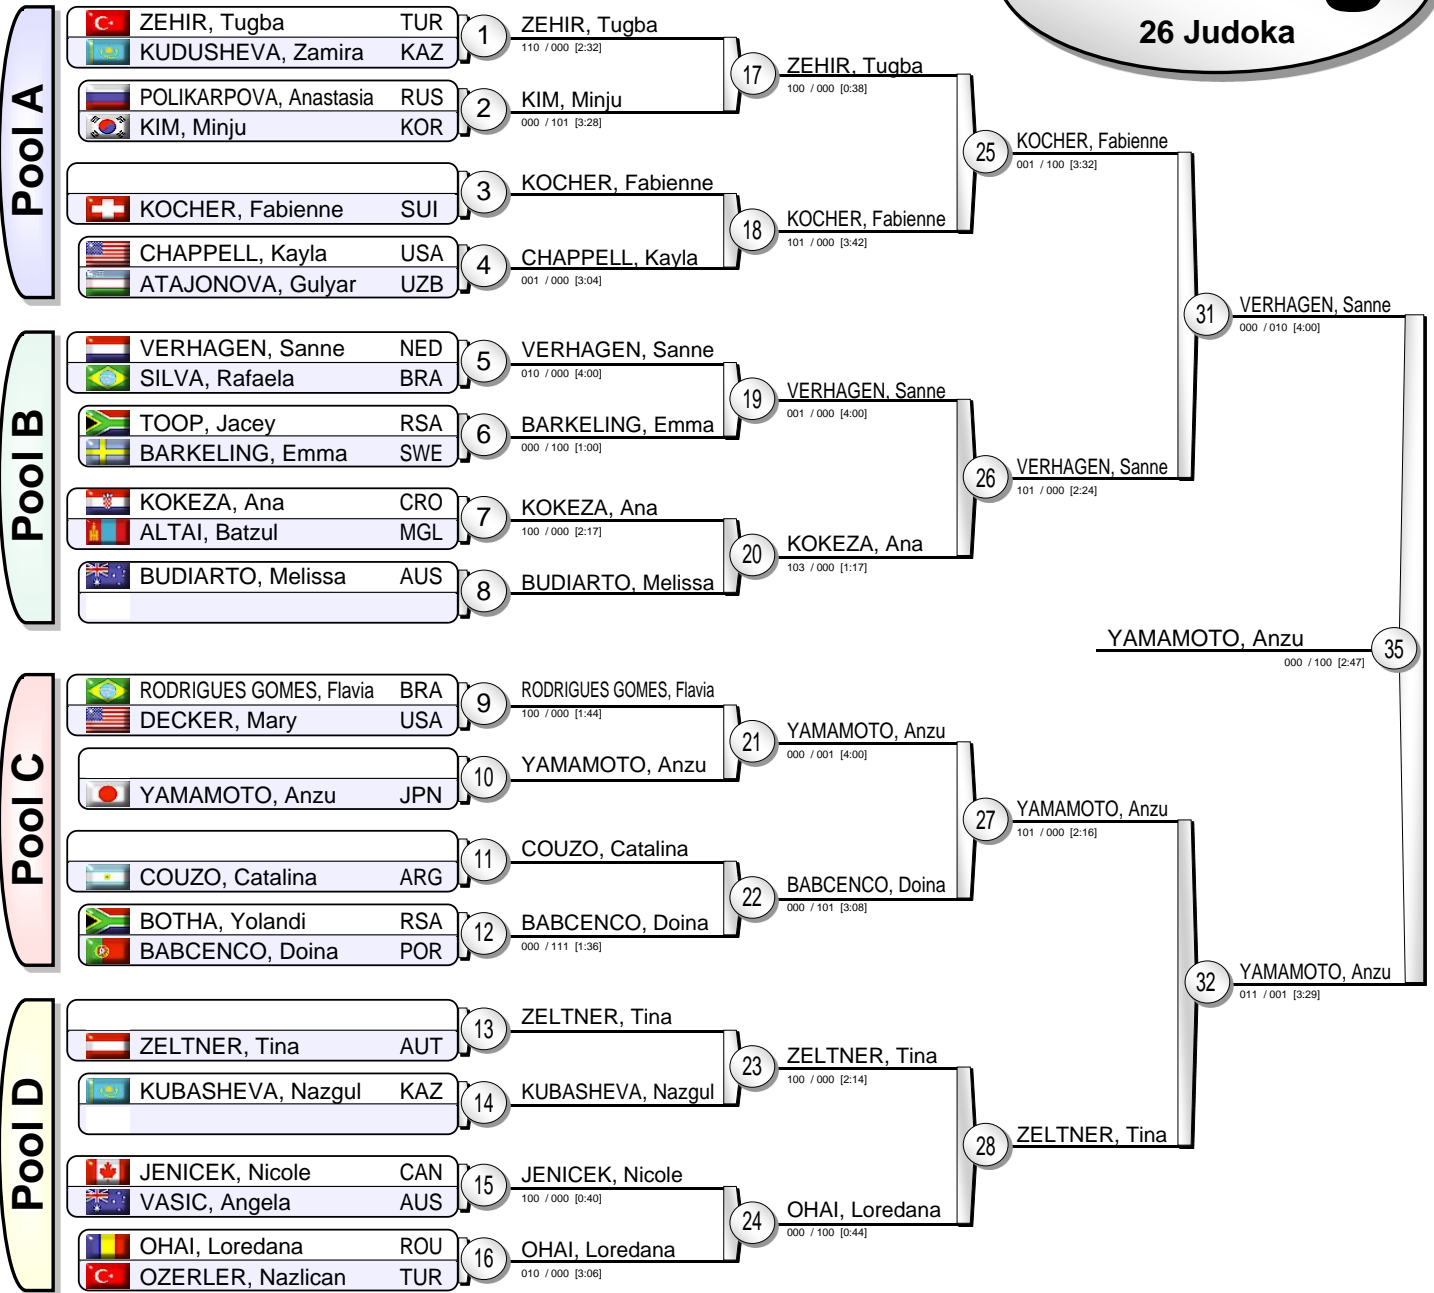 26 Judoka
Pool A
ZEHIR, Tugba TUR
KUDUSHEVA, Zamira KAZ
1
POLIKARPOVA, Anastasia RUS
KIM, Minju KOR
2
KOCHER, Fabienne SUI
3
CHAPPELL, Kayla USA
ATAJONOVA, Gulyar UZB
4
Pool B
VERHAGEN, Sanne NED
SILVA, Rafaela BRA
5
TOOP, Jacey RSA
BARKELING, Emma SWE
6
KOKEZA, Ana CRO
ALTAI, Batzul MGL
7
BUDIARTO, Melissa AUS
8
Pool C
RODRIGUES GOMES, Flavia BRA
DECKER, Mary USA
9
YAMAMOTO, Anzu JPN
10
COUZO, Catalina ARG
11
BOTHA, Yolandi RSA
BABCENCO, Doina POR
12
Pool D
ZELTNER, Tina AUT
13
KUBASHEVA, Nazgul KAZ
14
JENICEK, Nicole CAN
VASIC, Angela AUS
15
OHAI, Loredana ROU
OZERLER, Nazlican TUR
16
ZEHIR, Tugba
110 / 000 [2:32]
KIM, Minju
000 / 101 [3:28]
17
KOCHER, Fabienne
CHAPPELL, Kayla
001 / 000 [3:04]
18
VERHAGEN, Sanne
010 / 000 [4:00]
BARKELING, Emma
000 / 100 [1:00]
19
KOKEZA, Ana
100 / 000 [2:17]
BUDIARTO, Melissa
20
RODRIGUES GOMES, Flavia
100 / 000 [1:44]
YAMAMOTO, Anzu
21
COUZO, Catalina
BABCENCO, Doina
000 / 111 [1:36]
22
ZELTNER, Tina
KUBASHEVA, Nazgul
23
JENICEK, Nicole
100 / 000 [0:40]
OHAI, Loredana
010 / 000 [3:06]
24
ZEHIR, Tugba
100 / 000 [0:38]
KOCHER, Fabienne
101 / 000 [3:42]
25
VERHAGEN, Sanne
001 / 000 [4:00]
KOKEZA, Ana
103 / 000 [1:17]
26
YAMAMOTO, Anzu
000 / 001 [4:00]
BABCENCO, Doina
000 / 101 [3:08]
27
ZELTNER, Tina
100 / 000 [2:14]
OHAI, Loredana
000 / 100 [0:44]
28
KOCHER, Fabienne
001 / 100 [3:32]
VERHAGEN, Sanne
101 / 000 [2:24]
31
YAMAMOTO, Anzu
101 / 000 [2:16]
ZELTNER, Tina
32
VERHAGEN, Sanne
000 / 010 [4:00]
YAMAMOTO, Anzu
011 / 001 [3:29]
YAMAMOTO, Anzu
000 / 100 [2:47]
35